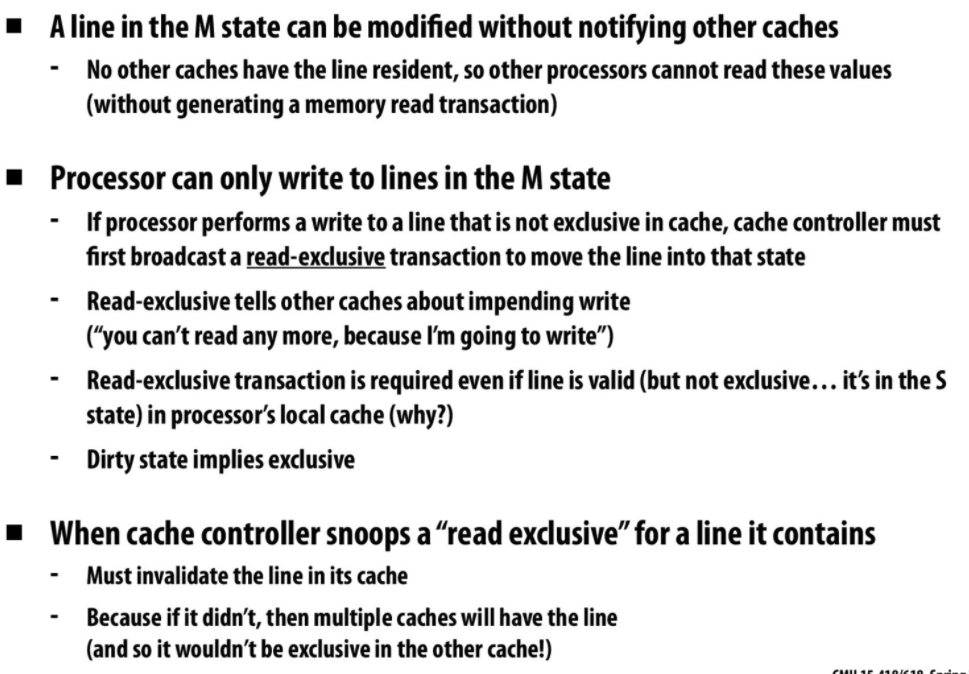 ■ A line in the M state can be modified without notifying other caches
- No other caches have the line resident, so other processors cannot read these values
(without generating a memory read transaction)
■ Processor can only write to lines in the M state
- If processor performs a write to a line that is not exclusive in cache, cache controller must
first broadcast a read-exclusive transaction to move the line into that state
- Read-exclusive tells other caches about impending write
(“you can’t read any more, because I’m going to write”)
- Read-exclusive transaction is required even if line is valid (but not exclusive… it’s in the S
state) in processor’s local cache (why?)
- Dirty state implies exclusive
■ When cache controller snoops a “read exclusive” for a line it contains
- Must invalidate the line in its cache
- Because if it didn’t, then multiple caches will have the line
(and so it wouldn’t be exclusive in the other cache!)
CMU 15-418/618, Spring